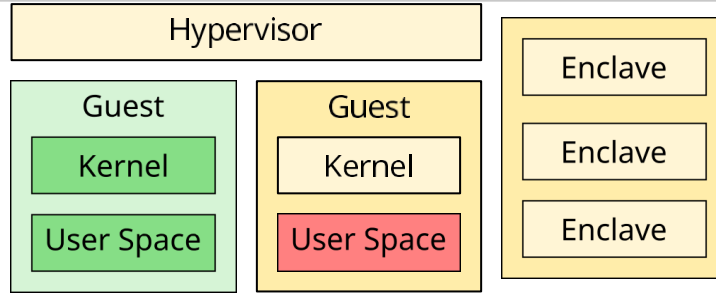 Hypervisor
Guest
Kernel
User Space
Guest
Kernel
User Space
Enclave
Enclave
Enclave